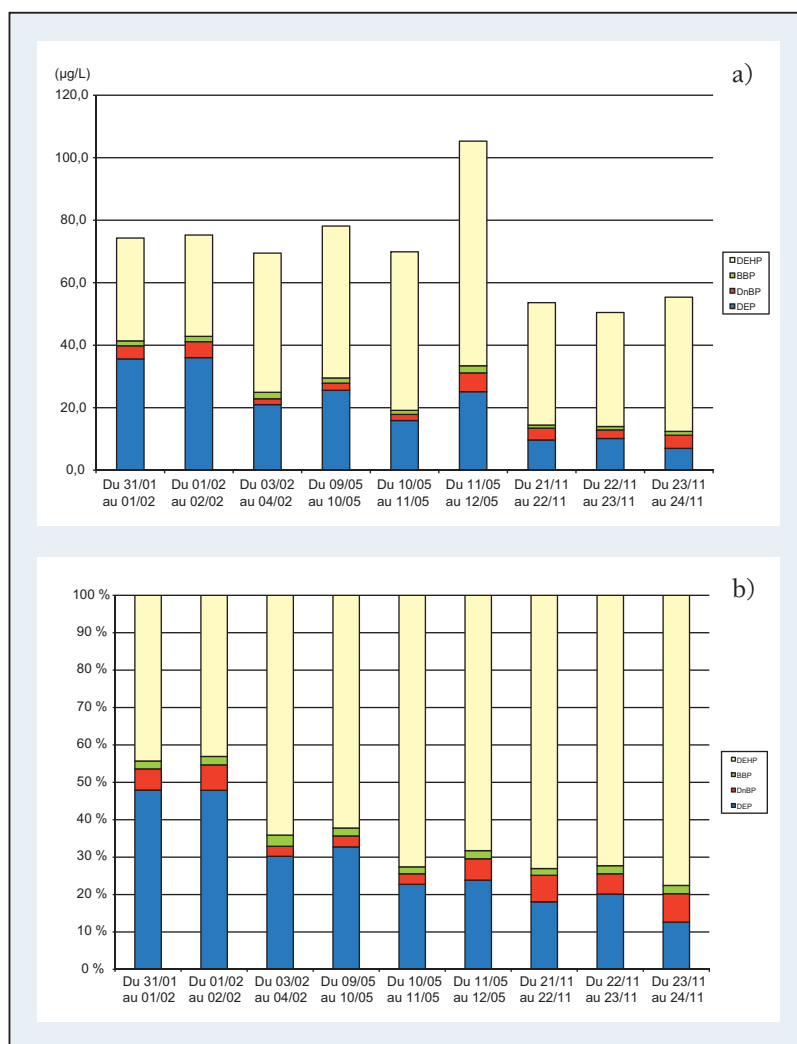 a)
(µg/L)
120,0
100,0
80,0
60,0
40,0
20,0
0,0
DEHP
BBP
DnBP
DEP
Du 31/01 Du 01/02 Du 03/02 Du 09/05 Du 10/05 Du 11/05 Du 21/11 Du 22/11 Du 23/11
au 01/02 au 02/02 au 04/02 au 10/05 au 11/05 au 12/05 au 22/11 au 23/11 au 24/11
b)
100 %
90 %
80 %
70 %
60 %
50 %
40 %
30 %
20 %
10 %
0 %
DEHP
BBP
DnBP
DEP
Du 31/01 Du 01/02 Du 03/02 Du 09/05 Du 10/05 Du 11/05 Du 21/11 Du 22/11 Du 23/11
au 01/02 au 02/02 au 04/02 au 10/05 au 11/05 au 12/05 au 22/11 au 23/11 au 24/11